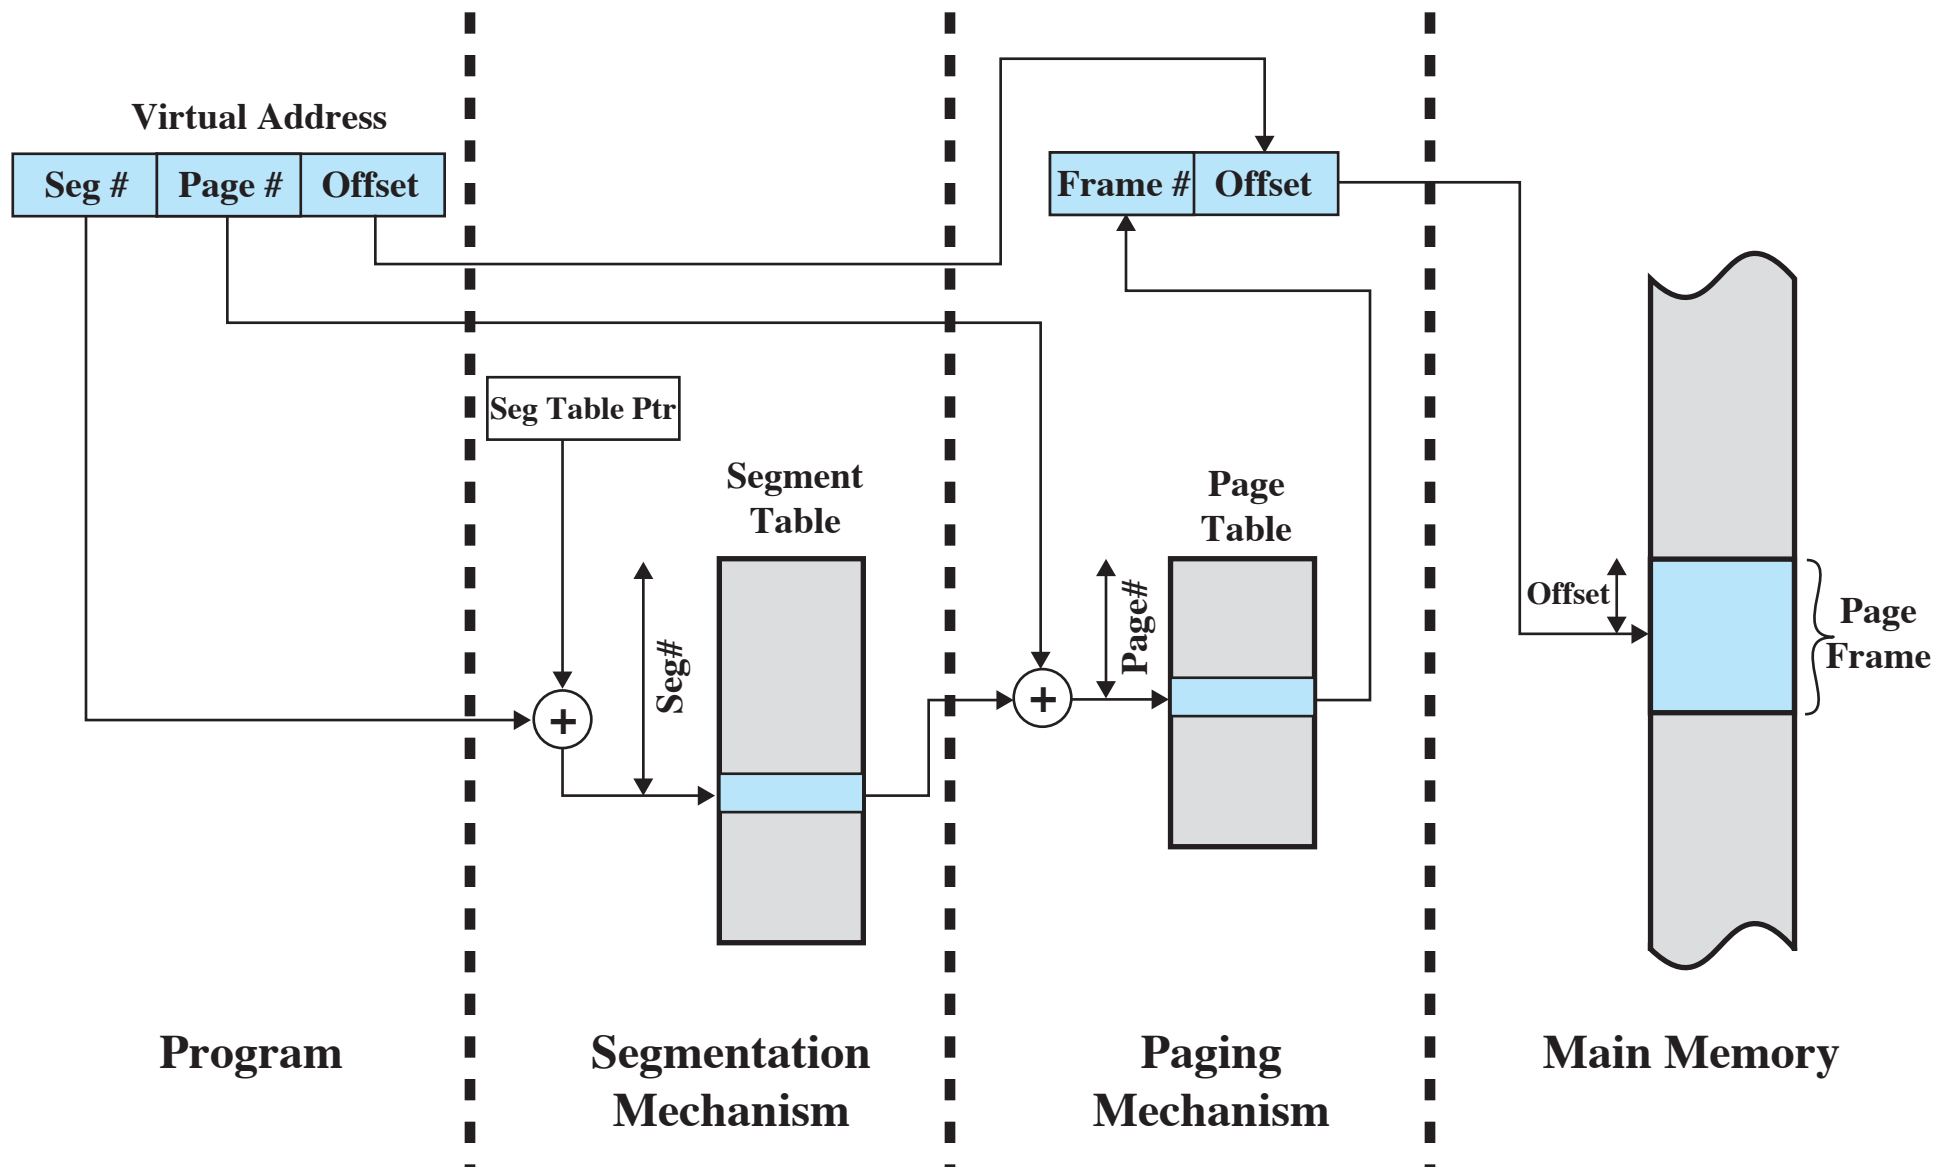 Virtual Address
Seg #
Page #
Offset
Frame #
Offset
Seg Table Ptr
Segment
Table
Page
Table
Seg#
Page#
+
+
Offset
Page
Frame
Program
Segmentation
Mechanism
Paging
Mechanism
Main Memory